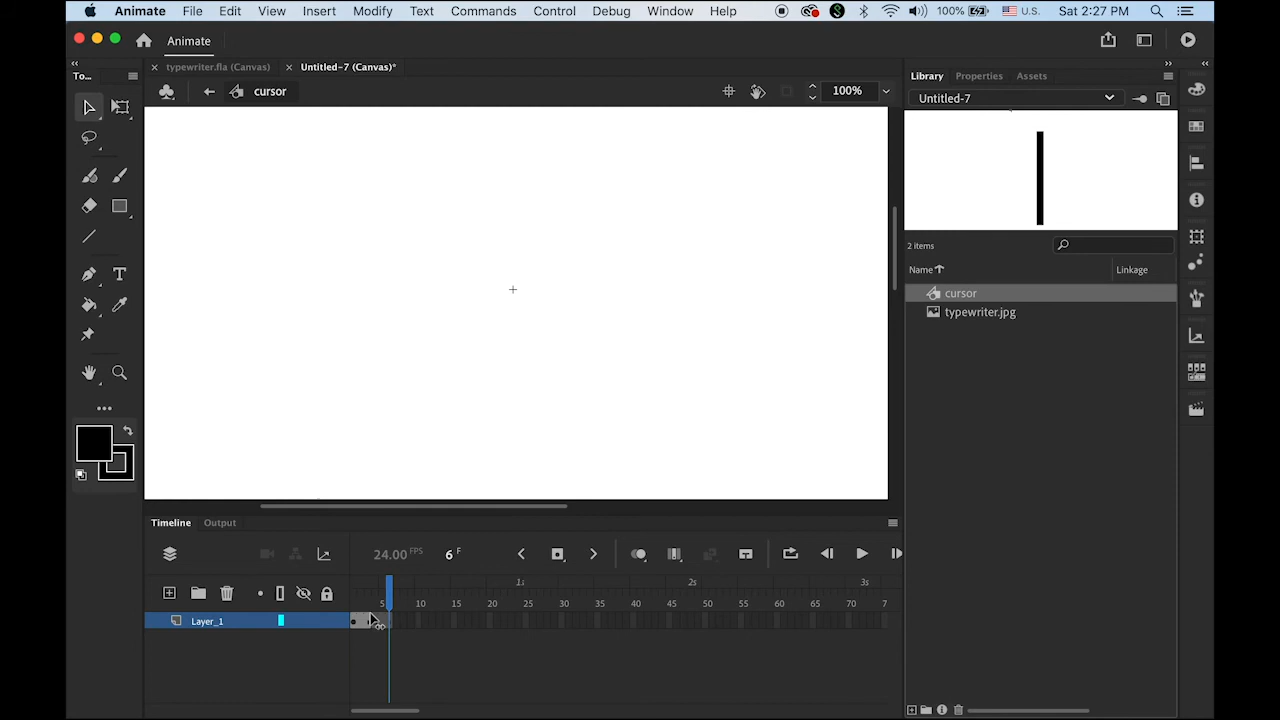 Animate File Edit View Insert Modify Text Commands Control Debug Window Help 100% U.S. Sat 2:27 PM
Animate
To...
typewriter.fla (Canvas) Untitled-7 (Canvas)*
cursor 100%
Library Properties Assets
Untitled-7
2 items
Name Linkage
cursor
typewriter.jpg
Timeline Output
24.00 FPS 6 F
1s 2s 3s
5 10 15 20 25 30 35 40 45 50 55 60 65 70 7
Layer_1